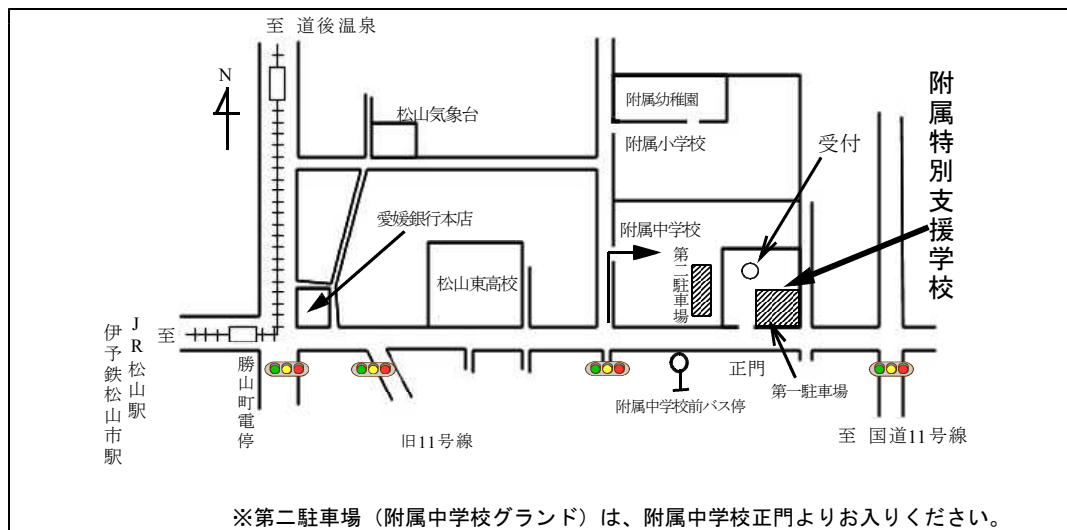 至 道後温泉
N
松山気象台
附属幼稚園
附属小学校
受付
附属特別支援学校
愛媛銀行本店
附属中学校
第二駐車場
松山東高校
至
JR松山駅
伊予鉄松山市駅
勝山町電停
正門
第一駐車場
附属中学校前バス停
旧11号線
至 国道11号線
※第二駐車場（附属中学校グランド）は、附属中学校正門よりお入りください。